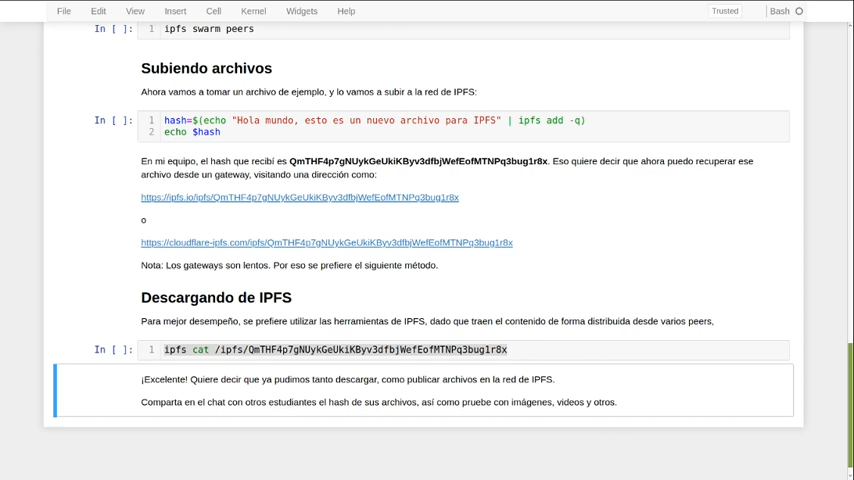 File Edit View Insert Cell Kernel Widgets Help Trusted Bash
In [ ]: 1 ipfs swarm peers
Subiendo archivos
Ahora vamos a tomar un archivo de ejemplo, y lo vamos a subir a la red de IPFS:
In [ ]: 1 hash=$(echo "Hola mundo, esto es un nuevo archivo para IPFS" | ipfs add -q)
2 echo $hash
En mi equipo, el hash que recibí es QmTHF4p7gNUykGeUkiKByv3dfbjWefEofMTNPq3bug1r8x. Eso quiere decir que ahora puedo recuperar ese
archivo desde un gateway, visitando una dirección como:
https://ipfs.io/ipfs/QmTHF4p7gNUykGeUkiKByv3dfbjWefEofMTNPq3bug1r8x
o
https://cloudflare-ipfs.com/ipfs/QmTHF4p7gNUykGeUkiKByv3dfbjWefEofMTNPq3bug1r8x
Nota: Los gateways son lentos. Por eso se prefiere el siguiente método.
Descargando de IPFS
Para mejor desempeño, se prefiere utilizar las herramientas de IPFS, dado que traen el contenido de forma distribuida desde varios peers,
In [ ]: 1 ipfs cat /ipfs/QmTHF4p7gNUykGeUkiKByv3dfbjWefEofMTNPq3bug1r8x
¡Excelente! Quiere decir que ya pudimos tanto descargar, como publicar archivos en la red de IPFS.
Comparta en el chat con otros estudiantes el hash de sus archivos, así como pruebe con imágenes, videos y otros.